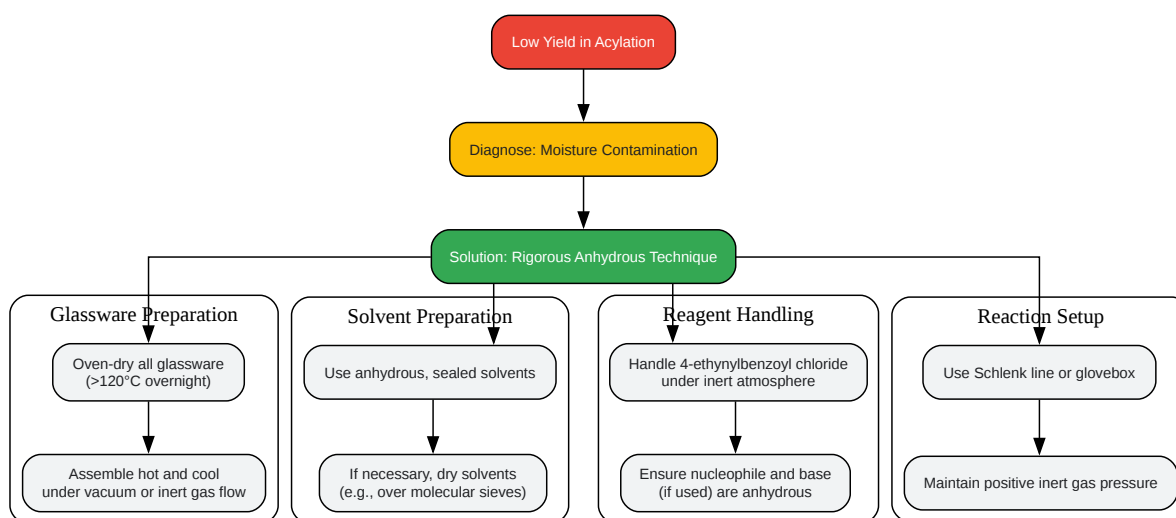 Low Yield in Acylation
Diagnose: Moisture Contamination
Solution: Rigorous Anhydrous Technique
Glassware Preparation
Oven-dry all glassware
(>120°C overnight)
Assemble hot and cool
under vacuum or inert gas flow
Solvent Preparation
Use anhydrous, sealed solvents
If necessary, dry solvents
(e.g., over molecular sieves)
Reagent Handling
Handle 4-ethynylbenzoyl chloride
under inert atmosphere
Ensure nucleophile and base
(if used) are anhydrous
Reaction Setup
Use Schlenk line or glovebox
Maintain positive inert gas pressure